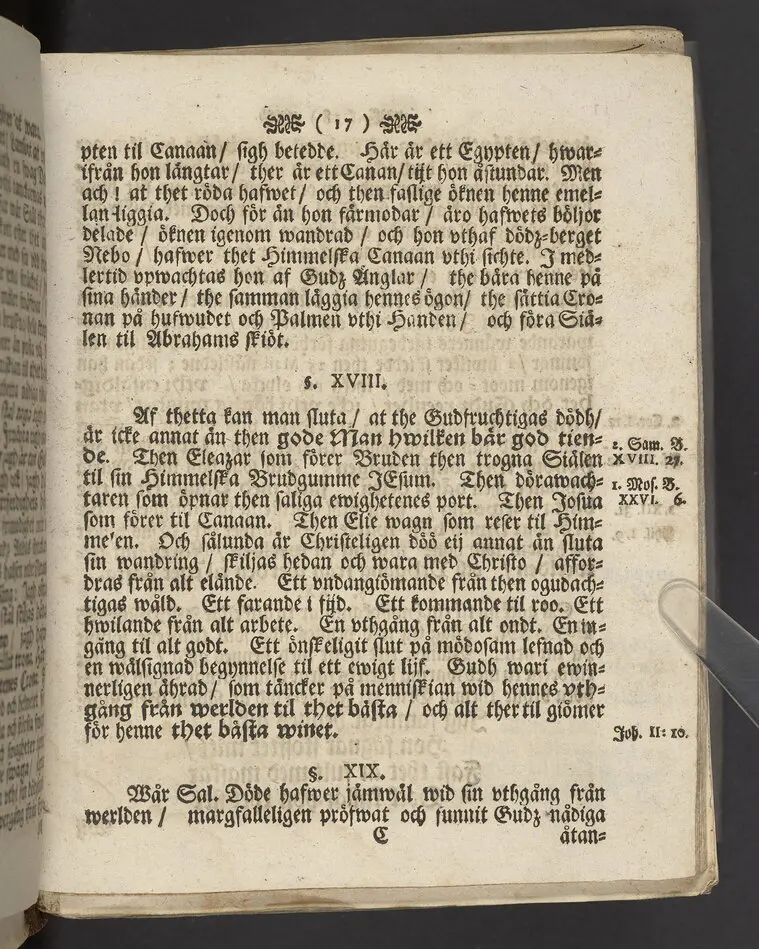 ( 17 )
pten til Canaan/ sigh betedde. Här är ett Egypten/ hwar=
ifrån hon längtar/ ther är ett Canan/ tijt hon åstundar. Men
ach! at thet röda hafwet/ och then faslige öknen henne emel=
lan liggia. Doch för än hon färmodar/ äro hafwets böljor
delade/ öknen igenom wandrad/ och hon vthaf dödz-berget
Nebo/ hafwer thet Himmelska Canaan vthi sichte. I med=
lertid vpwachtas hon af Gudz Änglar/ the bära henne på
sina händer/ the samman läggia hennes ögon/ the sättia Cro=
nan på hufwudet och Palmen vthi Handen/ och föra Siä=
len til Abrahams skiöt.
§. XVIII.
Af thetta kan man sluta/ at the Gudfruchtigas dödh/
är icke annat än then gode Man hwilken bär god tien=
de. Then Eleazar som förer Bruden then trogna Siälen
til sin Himmelska Brudgumme JEsum. Then dörawach=
taren som öpnar then saliga ewighetenes port. Then Josua
som förer til Canaan. Then Elie wagn som reser til Him=
me'en. Och sålunda är Christeligen döö eij annat än sluta
sin wandring/ skiljas hedan och wara med Christo/ affor=
dras från alt elände. Ett vndangiömande från then ogudach=
tigas wåld. Ett farande i fijd. Ett kommande til roo. Ett
hwilande från alt arbete. En vthgång från alt ondt. En in=
gång til alt godt. Ett önskeligit slut på mödosam lefnad och
en wälsignad begynnelse til ett ewigt lijf. Gudh wari ewin=
nerligen ährad/ som täncker på menniskian wid hennes vth=
gång från werlden til thet bästa/ och alt ther til giömer
för henne thet bästa winet.
2. Sam. B.
XVIII. 27.
1. Mos. B.
XXVI. 6.
Joh. II: 10.
§. XIX.
Wår Sal. Döde hafwer jämwäl wid sin vthgång från
werlden/ margfalleligen pröfwat och funnit Gudz nådiga
C
åtan=